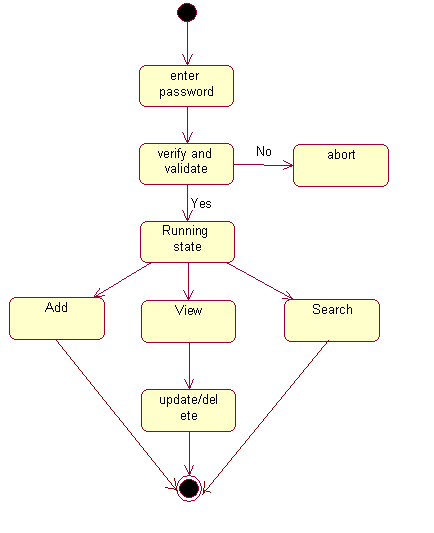 enter
password
verify and
validate
No
abort
Yes
Running
state
Add
View
Search
update/del
ete